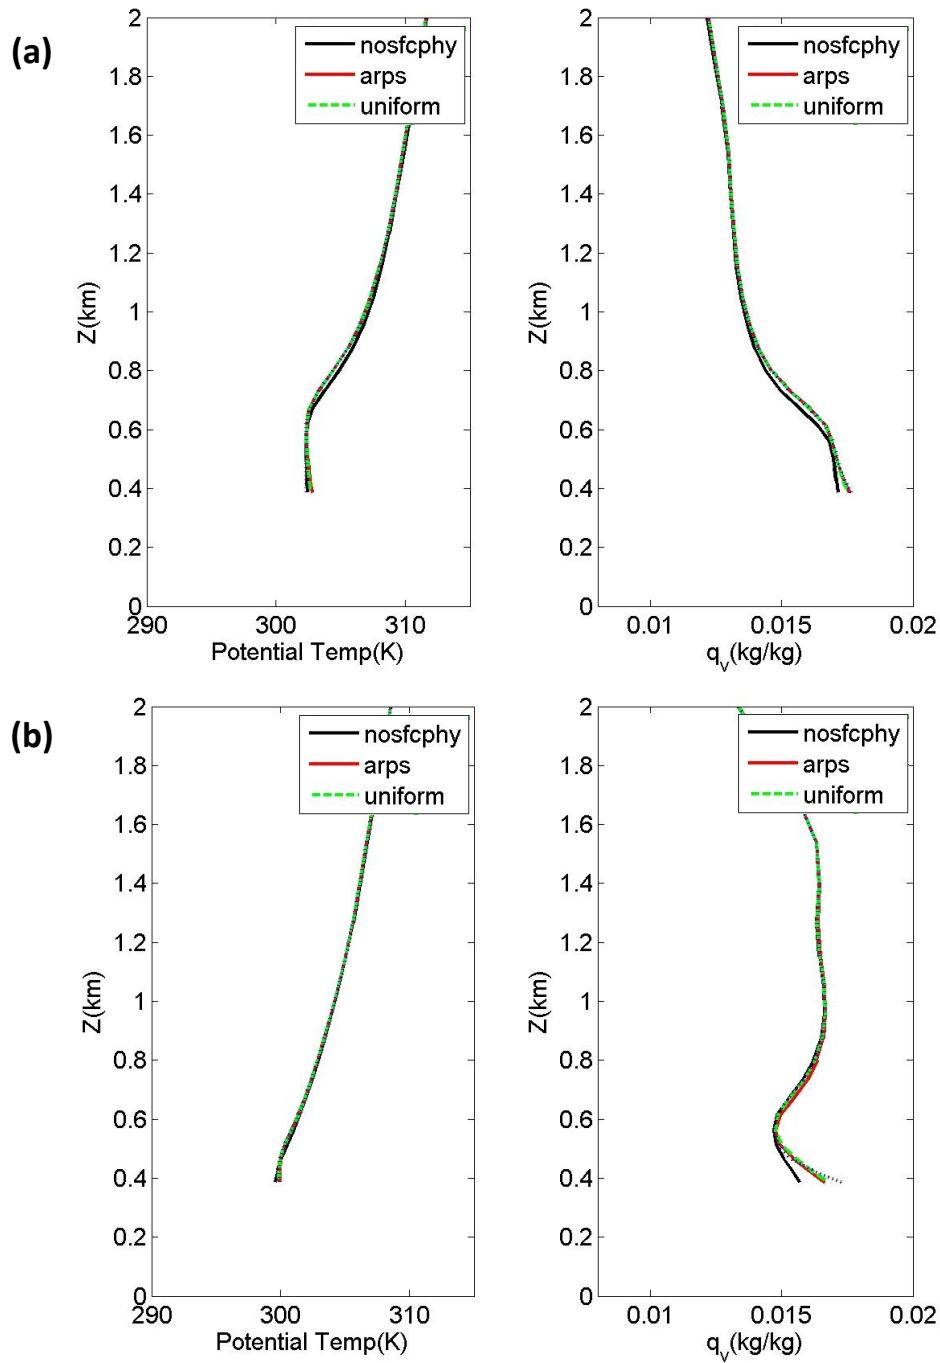 (a)
2
1.8
1.6
1.4
1.2
1
0.8
0.6
0.4
0.2
0
Z(km)
290 300 310
Potential Temp(K)
nosfcphy
arps
uniform
2
1.8
1.6
1.4
1.2
1
0.8
0.6
0.4
0.2
0
Z(km)
0.01 0.015 0.02
qv(kg/kg)
nosfcphy
arps
uniform
(b)
2
1.8
1.6
1.4
1.2
1
0.8
0.6
0.4
0.2
0
Z(km)
290 300 310
Potential Temp(K)
nosfcphy
arps
uniform
2
1.8
1.6
1.4
1.2
1
0.8
0.6
0.4
0.2
0
Z(km)
0.01 0.015 0.02
qv(kg/kg)
nosfcphy
arps
uniform